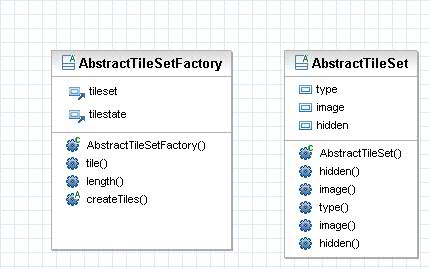 AbstractTileSetFactory
tileset
tilestate
AbstractTileSetFactory()
tile()
length()
createTiles()
AbstractTileSet
type
image
hidden
AbstractTileSet()
hidden()
image()
type()
image()
hidden()